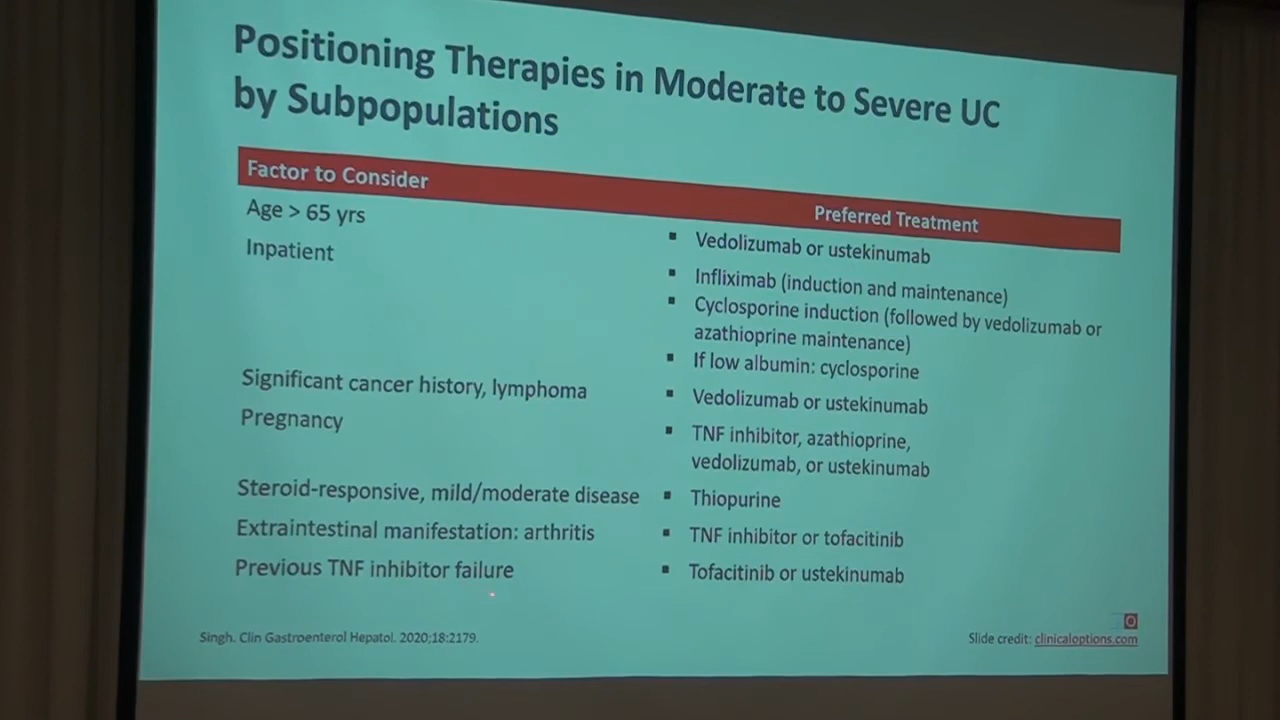 Positioning Therapies in Moderate to Severe UC
by Subpopulations
Factor to Consider
Preferred Treatment
Age > 65 yrs
▪ Vedolizumab or ustekinumab
Inpatient
▪ Infliximab (induction and maintenance)
▪ Cyclosporine induction (followed by vedolizumab or
azathioprine maintenance)
▪ If low albumin: cyclosporine
Significant cancer history, lymphoma
▪ Vedolizumab or ustekinumab
Pregnancy
▪ TNF inhibitor, azathioprine,
vedolizumab, or ustekinumab
Steroid-responsive, mild/moderate disease
▪ Thiopurine
Extraintestinal manifestation: arthritis
▪ TNF inhibitor or tofacitinib
Previous TNF inhibitor failure
▪ Tofacitinib or ustekinumab
Singh. Clin Gastroenterol Hepatol. 2020;18:2179.
Slide credit: clinicaloptions.com